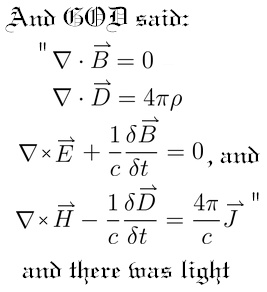 And GOD said:
" ∇ · B⃗ = 0
∇ · D⃗ = 4πρ
∇×E⃗ + 1/c δB⃗/δt = 0, and
∇×H⃗ − 1/c δD⃗/δt = 4π/c J⃗ "
and there was light